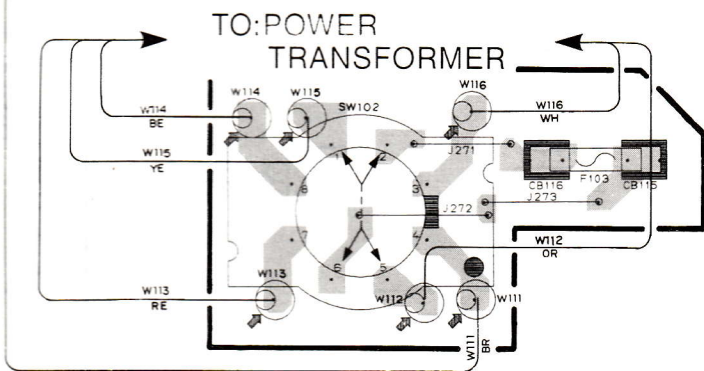 TO:POWER
TRANSFORMER
W114
W115
W116
W114
BE
SW102
W116
WH
W115
YE
J271
1
2
8
3
CB116
F103
CB115
J273
J272
7
4
W112
OR
6
5
W113
RE
W113
W112
W111
W111
BR